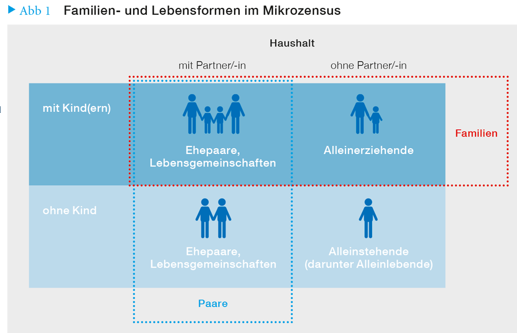 ▶ Abb 1 Familien- und Lebensformen im Mikrozensus
Haushalt
mit Partner/-in ohne Partner/-in
mit Kind(ern)
Ehepaare,
Lebensgemeinschaften
Alleinerziehende
Familien
ohne Kind
Ehepaare,
Lebensgemeinschaften
Alleinstehende
(darunter Alleinlebende)
Paare